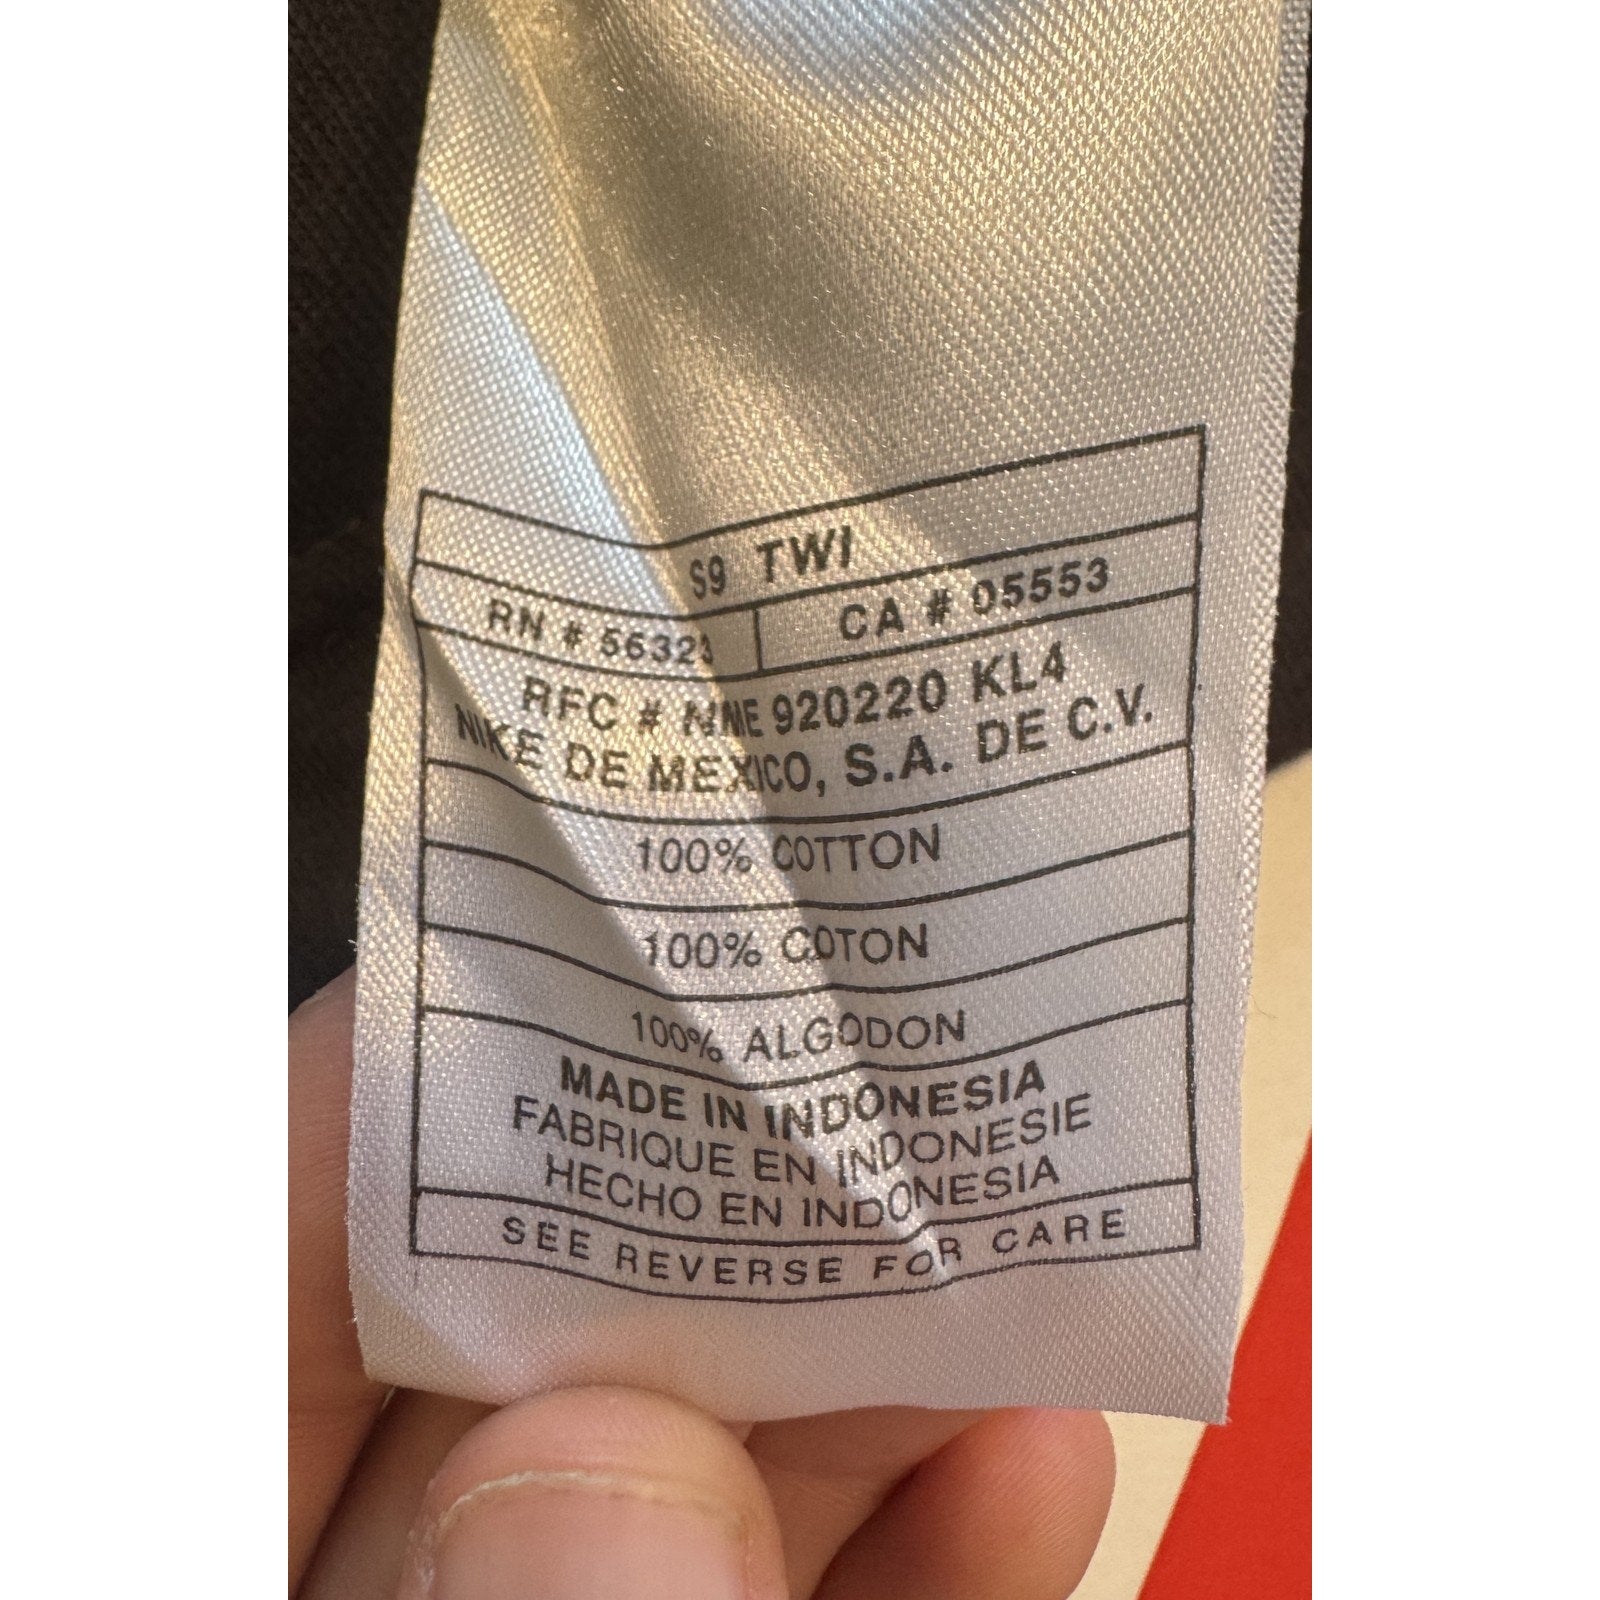 S9 TWI
RN # 56323 CA # 05553
RFC # NME 920220 KL4
NIKE DE MEXICO, S.A. DE C.V.
100% COTTON
100% COTON
100% ALGODON
MADE IN INDONESIA
FABRIQUE EN INDONESIE
HECHO EN INDONESIA
SEE REVERSE FOR CARE